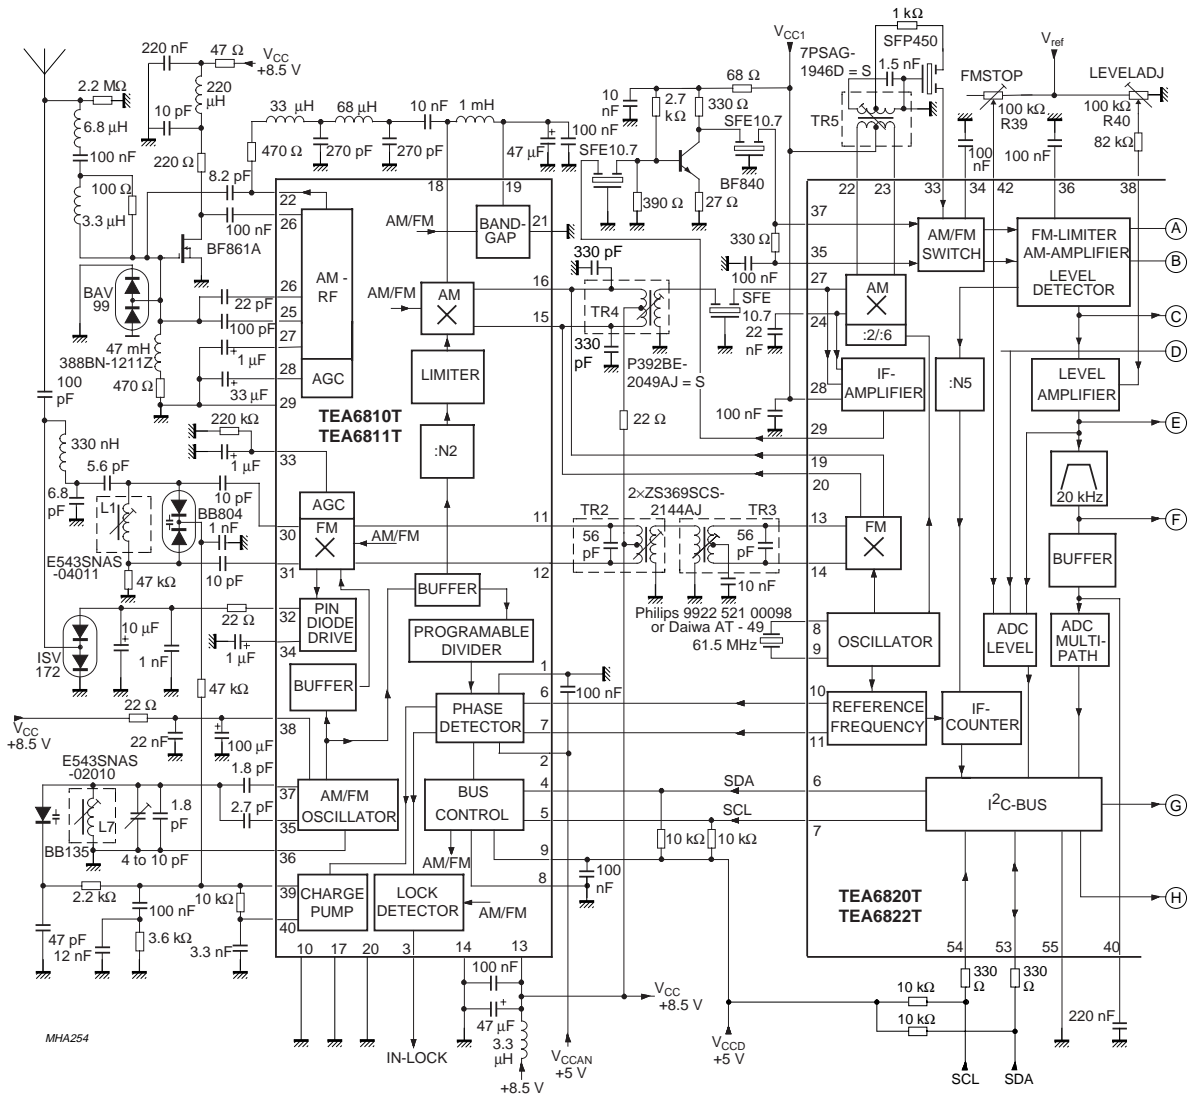 1 kΩ
SFP450
220 nF
47 Ω
VCC
+8.5 V
VCC1
7PSAG-
1946D = S
1.5 nF
Vref
FMSTOP
LEVELADJ
2.2 MΩ
220
μH
68 Ω
10
nF
2.7
kΩ
330 Ω
100 kΩ
R39
100 kΩ
R40
6.8 μH
10 pF
33 μH
68 μH
10 nF
1 mH
SFE10.7
TR5
82 kΩ
100 nF
220 Ω
470 Ω
270 pF
270 pF
47 μF
100 nF
SFE10.7
BF840
100
nF
100 nF
100 Ω
8.2 pF
3.3 μH
100 nF
BF861A
390 Ω
27 Ω
22
18
19
22
23
33
34
42
36
38
26
AM/FM
BAND-
GAP
21
37
330 Ω
35
AM/FM
SWITCH
FM-LIMITER
AM-AMPLIFIER
LEVEL
DETECTOR
A
B
330 pF
100 nF
BAV
99
26
22 pF
25
100 pF
27
AM -
RF
AM/FM
AM
16
15
TR4
SFE
10.7
27
24
AM
:2/:6
C
47 mH
388BN-1211Z
1 μF
28
AGC
470 Ω
33 μF
29
330
pF
22
nF
P392BE-
2049AJ = S
LIMITER
TEA6810T
TEA6811T
28
IF-
AMPLIFIER
:N5
LEVEL
AMPLIFIER
D
100
pF
220 kΩ
:N2
22 Ω
100 nF
29
E
330 nH
1 μF
33
19
20
5.6 pF
6.8
pF
L1
10 pF
BB804
1 nF
AGC
FM
30
31
AM/FM
11
12
2×ZS369SCS-
2144AJ
TR2
TR3
56
pF
56
pF
10 nF
13
14
FM
20 kHz
F
E543SNAS
-04011
47 kΩ
10 pF
BUFFER
BUFFER
22 Ω
32
PIN
DIODE
DRIVE
34
10 μF
1 nF
1 μF
ISV
172
PROGRAMABLE
DIVIDER
Philips 9922 521 00098
or Daiwa AT - 49
61.5 MHz
8
9
OSCILLATOR
ADC
LEVEL
ADC
MULTI-
PATH
47 kΩ
BUFFER
1
6
7
2
100 nF
PHASE
DETECTOR
10
11
REFERENCE
FREQUENCY
IF-
COUNTER
22 Ω
VCC
+8.5 V
22 nF
100 μF
38
E543SNAS
-02010
1.8 pF
37
AM/FM
OSCILLATOR
BUS
CONTROL
4
5
SDA
SCL
6
7
I2C-BUS
G
L7
1.8
pF
2.7 pF
35
BB135
4 to 10 pF
36
AM/FM
10 kΩ
10 kΩ
9
8
100
nF
2.2 kΩ
10 kΩ
39
40
CHARGE
PUMP
LOCK
DETECTOR
AM/FM
TEA6820T
TEA6822T
H
100 nF
47 pF
12 nF
3.6 kΩ
3.3 nF
10
17
20
3
14
13
54
53
55
40
100 nF
VCC
+8.5 V
330
Ω
330
Ω
10 kΩ
10 kΩ
47 μF
3.3
μH
220 nF
MHA254
IN-LOCK
VCCAN
+5 V
VCCD
+5 V
+8.5 V
SCL
SDA